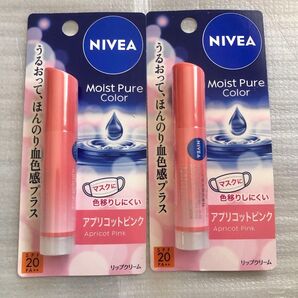 NIVEA
Moist Pure
Color
うるおって、ほんのり血色感プラス
マスクに
色移りしにくい
アプリコットピンク
Apricot Pink
SPF
20
PA++
リップクリーム
NIVEA
Moist Pure
Color
うるおって、ほんのり血色感プラス
NIVEA
マスクに
色移りしにくい
アプリコットピンク
Apricot Pink
SPF
20
PA++
リップクリーム